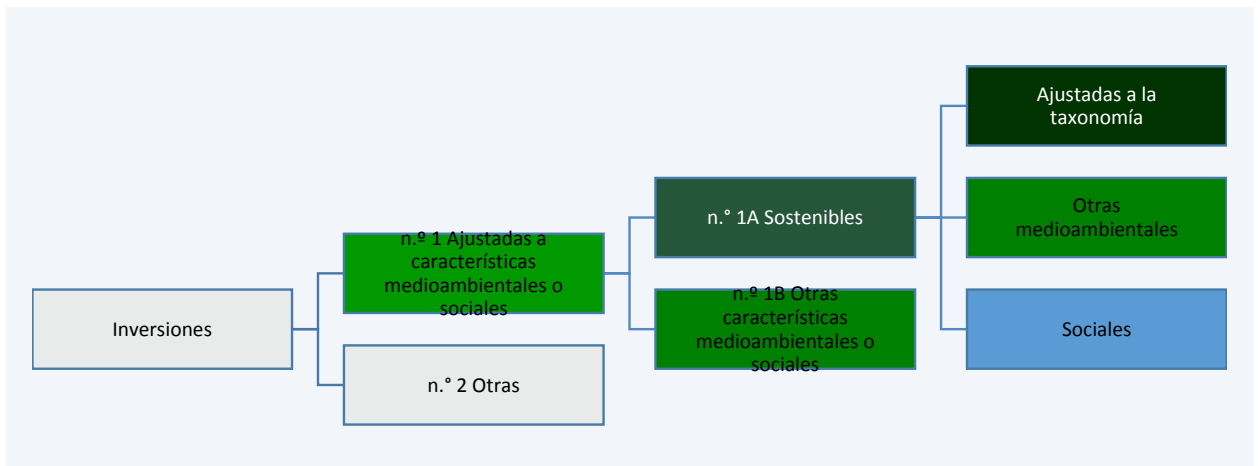 Inversiones
n.º 1 Ajustadas a
características
medioambientales o
sociales
n.° 2 Otras
n.° 1A Sostenibles
n.º 1B Otras
características
medioambientales o
sociales
Ajustadas a la
taxonomía
Otras
medioambientales
Sociales